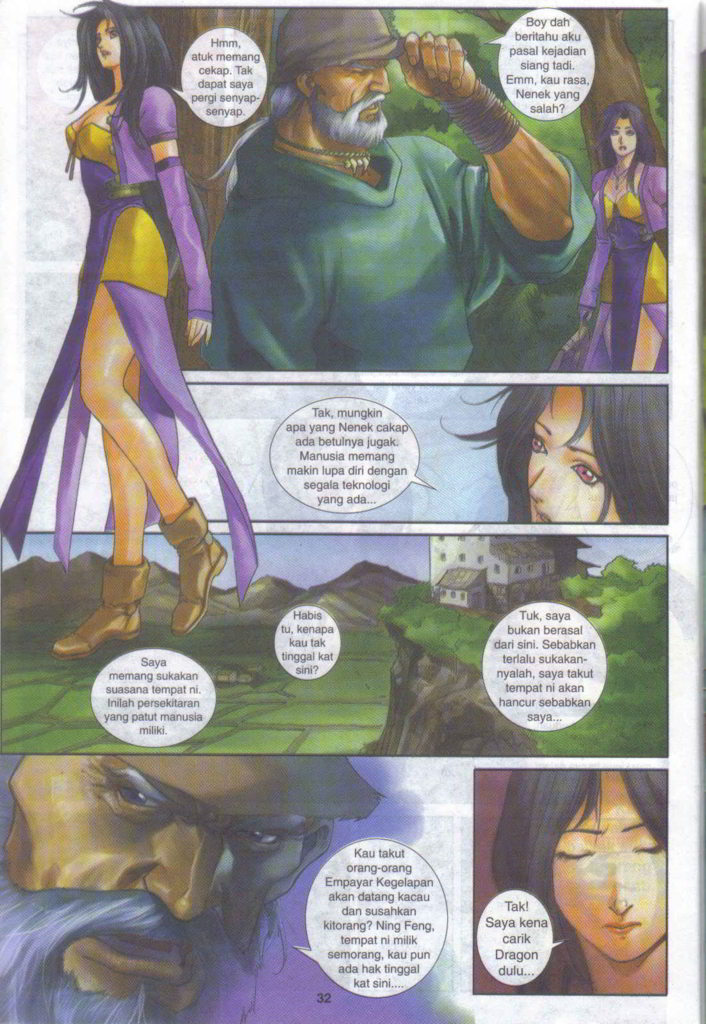 Hmm,
atuk memang
cekap. Tak
dapat saya
pergi senyap-
senyap.
Boy dah
beritahu aku
pasal kejadian
siang tadi.
Emm, kau rasa,
Nenek yang
salah?
Tak, mungkin
apa yang Nenek cakap
ada betulnya jugak.
Manusia memang
makin lupa diri dengan
segala teknologi
yang ada...
Saya
memang sukakan
suasana tempat ni.
Inilah persekitaran
yang patut manusia
miliki.
Habis
tu, kenapa
kau tak
tinggal kat
sini?
Tuk, saya
bukan berasal
dari sini. Sebabkan
terlalu sukakan-
nyalah, saya takut
tempat ni akan
hancur sebabkan
saya...
Kau takut
orang-orang
Empayar Kegelapan
akan datang kacau
dan susahkan
kitorang? Ning Feng,
tempat ni milik
semorang, kau pun
ada hak tinggal
kat sini....
Tak!
Saya kena
carik
Dragon
dulu...
32